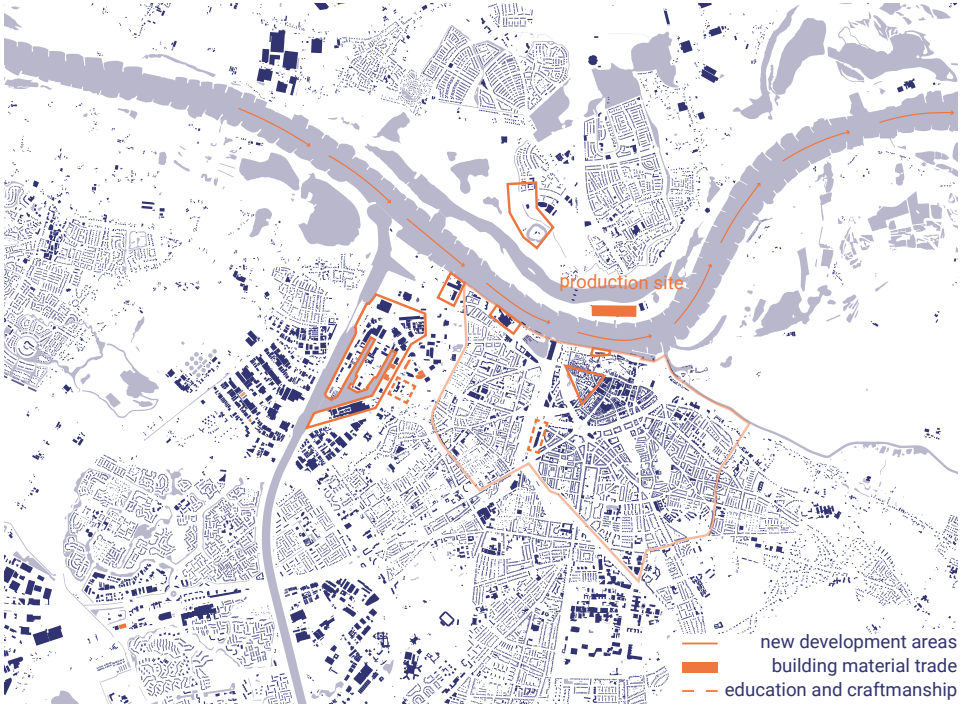 production site
new development areas
building material trade
education and craftmanship